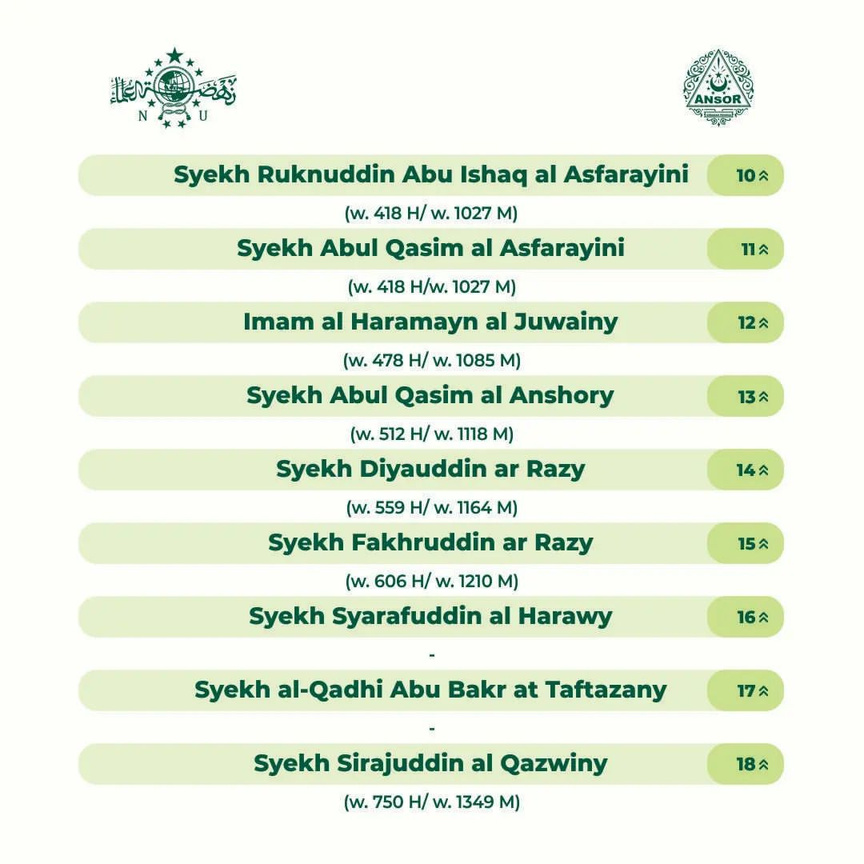 نهضة العلماء
N U
ANSOR
Syekh Ruknuddin Abu Ishaq al Asfarayini 10
(w. 418 H/ w. 1027 M)
Syekh Abul Qasim al Asfarayini 11
(w. 418 H/w. 1027 M)
Imam al Haramayn al Juwainy 12
(w. 478 H/ w. 1085 M)
Syekh Abul Qasim al Anshory 13
(w. 512 H/ w. 1118 M)
Syekh Diyauddin ar Razy 14
(w. 559 H/ w. 1164 M)
Syekh Fakhruddin ar Razy 15
(w. 606 H/ w. 1210 M)
Syekh Syarafuddin al Harawy 16
-
Syekh al-Qadhi Abu Bakr at Taftazany 17
-
Syekh Sirajuddin al Qazwiny 18
(w. 750 H/ w. 1349 M)